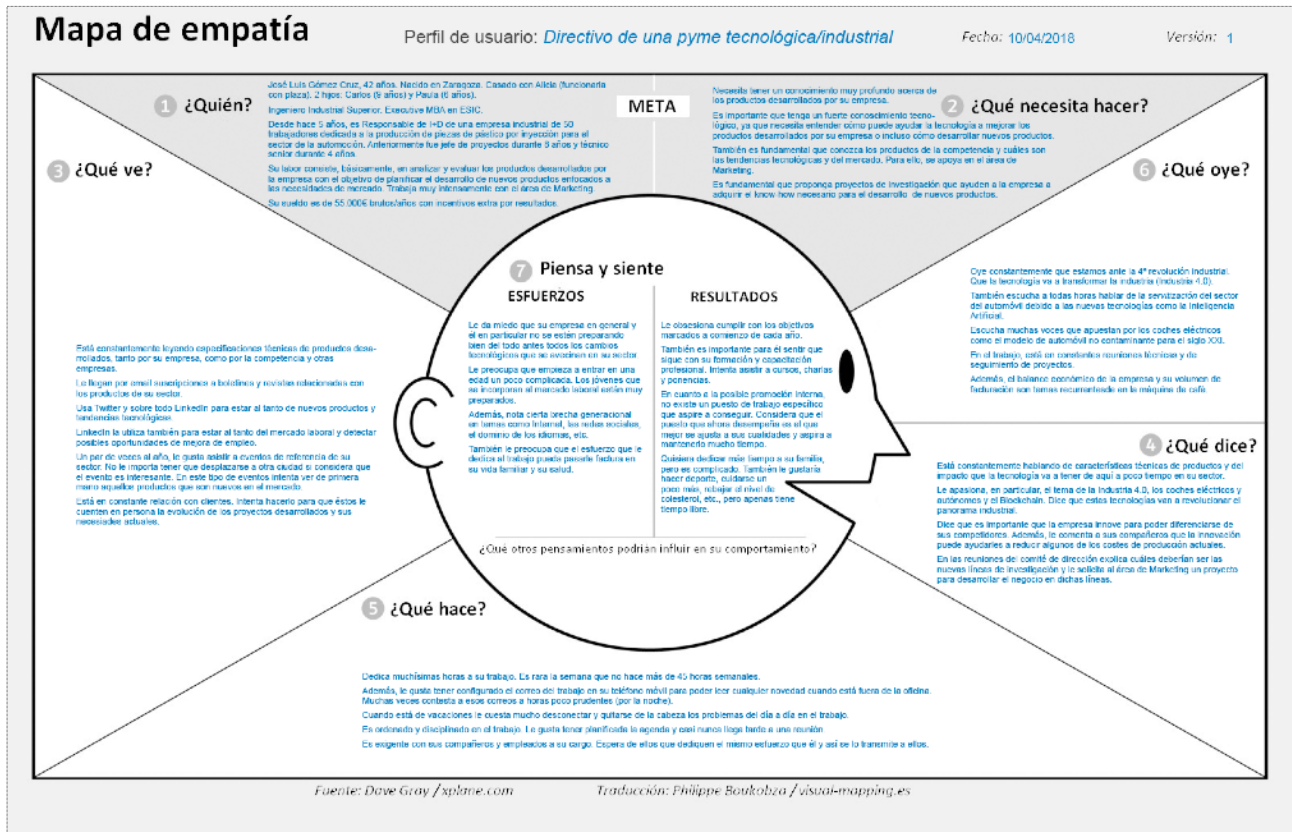 Mapa de empatía
Perfil de usuario: Directivo de una pyme tecnológica/industrial
Fecha: 10/04/2018
Versión: 1
1 ¿Quién?
José Luis Gómez Cruz, 42 años. Nacido en Zaragoza. Casado con Alicia (funcionaria
con plaza). 2 hijos: Carlos (9 años) y Paula (6 años).
Ingeniero Industrial Superior. Executive MBA en ESIC.
Desde hace 5 años, es Responsable de I+D de una empresa industrial de 50
trabajadores dedicada a la producción de piezas de plástico por inyección para el
sector de la automoción. Anteriormente fue jefe de proyectos durante 8 años y técnico
senior durante 4 años.
Su labor consiste, básicamente, en analizar y evaluar los productos desarrollados por
la empresa con el objetivo de planificar el desarrollo de nuevos productos enfocados a
las necesidades de mercado. Trabaja muy intensamente con el área de Marketing.
Su sueldo es de 55.000€ brutos/años con incentivos extra por resultados.
META
2 ¿Qué necesita hacer?
Necesita tener un conocimiento muy profundo acerca de
los productos desarrollados por su empresa.
Es importante que tenga un fuerte conocimiento tecno-
lógico, ya que necesita entender cómo puede ayudar la tecnología a mejorar los
productos desarrollados por su empresa o incluso cómo desarrollar nuevos productos.
También es fundamental que conozca los productos de la competencia y cuáles son
las tendencias tecnológicas y del mercado. Para ello, se apoya en el área de
Marketing.
Es fundamental que proponga proyectos de investigación que ayuden a la empresa a
adquirir el know how necesario para el desarrollo de nuevos productos.
3 ¿Qué ve?
Está constantemente leyendo especificaciones técnicas de productos desa-
rrollados, tanto por su empresa, como por la competencia y otras
empresas.
Le llegan por email suscripciones a boletines y revistas relacionadas con
los productos de su sector.
Usa Twitter y sobre todo LinkedIn para estar al tanto de nuevos productos y
tendencias tecnológicas.
LinkedIn la utiliza también para estar al tanto del mercado laboral y detectar
posibles oportunidades de mejora de empleo.
Un par de veces al año, le gusta asistir a eventos de referencia de su
sector. No le importa tener que desplazarse a otra ciudad si considera que
el evento es interesante. En este tipo de eventos intenta ver de primera
mano aquellos productos que son nuevos en el mercado.
Está en constante relación con clientes. Intenta hacerlo para que éstos le
cuenten en persona la evolución de los proyectos desarrollados y sus
necesiades actuales.
6 ¿Qué oye?
Oye constantemente que estamos ante la 4ª revolución industrial.
Que la tecnología va a transformar la industria (Industria 4.0).
También escucha a todas horas hablar de la servitización del sector
del automóvil debido a las nuevas tecnologías como la Inteligencia
Artificial.
Escucha muchas voces que apuestan por los coches eléctricos
como el modelo de automóvil no contaminante para el siglo XXI.
En el trabajo, está en constantes reuniones técnicas y de
seguimiento de proyectos.
Además, el balance económico de la empresa y su volumen de
facturación son temas recurrentesde en la máquina de café.
7 Piensa y siente
ESFUERZOS
Le da miedo que su empresa en general y
él en particular no se estén preparando
bien del todo antes todos los cambios
tecnológicos que se avecinan en su sector
Le preocupa que empieza a entrar en una
edad un poco complicada. Los jóvenes que
se incorporan al mercado laboral están muy
preparados.
Además, nota cierta brecha generacional
en temas como Internet, las redes sociales,
el dominio de los idiomas, etc.
También le preocupa que el esfuerzo que le
dedica al trabajo pueda pasarle factura en
su vida familiar y su salud.
RESULTADOS
Le obsesiona cumplir con los objetivos
marcados a comienzo de cada año.
También es importante para él sentir que
sigue con su formación y capacitación
profesional. Intenta asistir a cursos, charlas
y ponencias.
En cuanto a la posible promoción interna,
no existe un puesto de trabajo específico
que aspire a conseguir. Considera que el
puesto que ahora desempeña es el que
mejor se ajusta a sus cualidades y aspira a
mantenerlo mucho tiempo.
Quisiera dedicar más tiempo a su familia,
pero es complicado. También le gustaría
hacer deporte, cuidarse un
poco más, rebajar el nivel de
colesterol, etc., pero apenas tiene
tiempo libre.
¿Qué otros pensamientos podrían influir en su comportamiento?
4 ¿Qué dice?
Está constantemente hablando de características técnicas de productos y del
impacto que la tecnología va a tener de aquí a poco tiempo en su sector.
Le apasiona, en particular, el tema de la Industria 4.0, los coches eléctricos y
autónomos y el Blockchain. Dice que estas tecnologías van a revolucionar el
panorama industrial.
Dice que es importante que la empresa innove para poder diferenciarse de
sus competidores. Además, le comenta a sus compañeros que la innovación
puede ayudarles a reducir algunos de los costes de producción actuales.
En las reuniones del comité de dirección explica cuáles deberían ser las
nuevas líneas de investigación y le solicita al área de Marketing un proyecto
para desarrollar el negocio en dichas líneas.
5 ¿Qué hace?
Dedica muchísimas horas a su trabajo. Es rara la semana que no hace más de 45 horas semanales.
Además, le gusta tener configurado el correo del trabajo en su teléfono móvil para poder leer cualquier novedad cuando está fuera de la oficina.
Muchas veces contesta a esos correos a horas poco prudentes (por la noche).
Cuando está de vacaciones le cuesta mucho desconectar y quitarse de la cabeza los problemas del día a día en el trabajo.
Es ordenado y disciplinado en el trabajo. Le gusta tener planificada la agenda y casi nunca llega tarde a una reunión
Es exigente con sus compañeros y empleados a su cargo. Espera de ellos que dediquen el mismo esfuerzo que él y así se lo transmite a ellos.
Fuente: Dave Gray / xplane.com
Traducción: Philippe Boukobza / visual-mapping.es